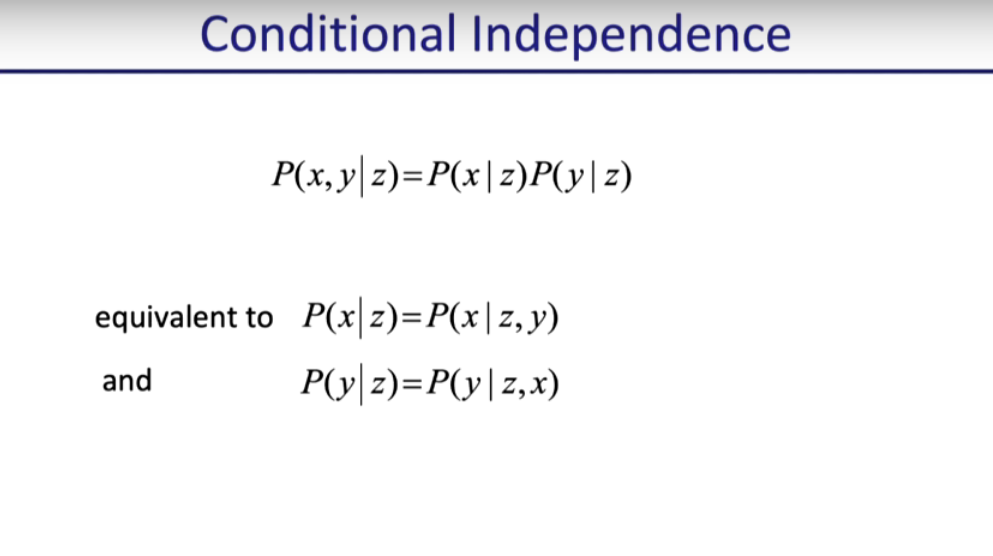 Conditional Independence
P(x,y|z)=P(x|z)P(y|z)
equivalent to P(x|z)=P(x|z,y)
and P(y|z)=P(y|z,x)